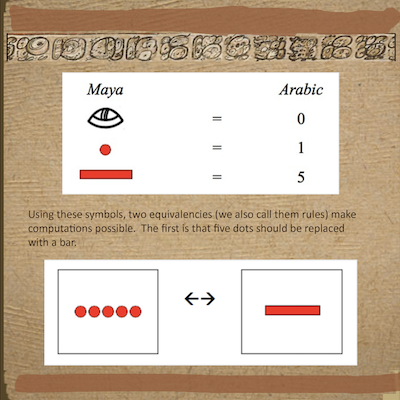 Maya Arabic
= 0
= 1
= 5
Using these symbols, two equivalencies (we also call them rules) make
computations possible.  The first is that five dots should be replaced
with a bar.